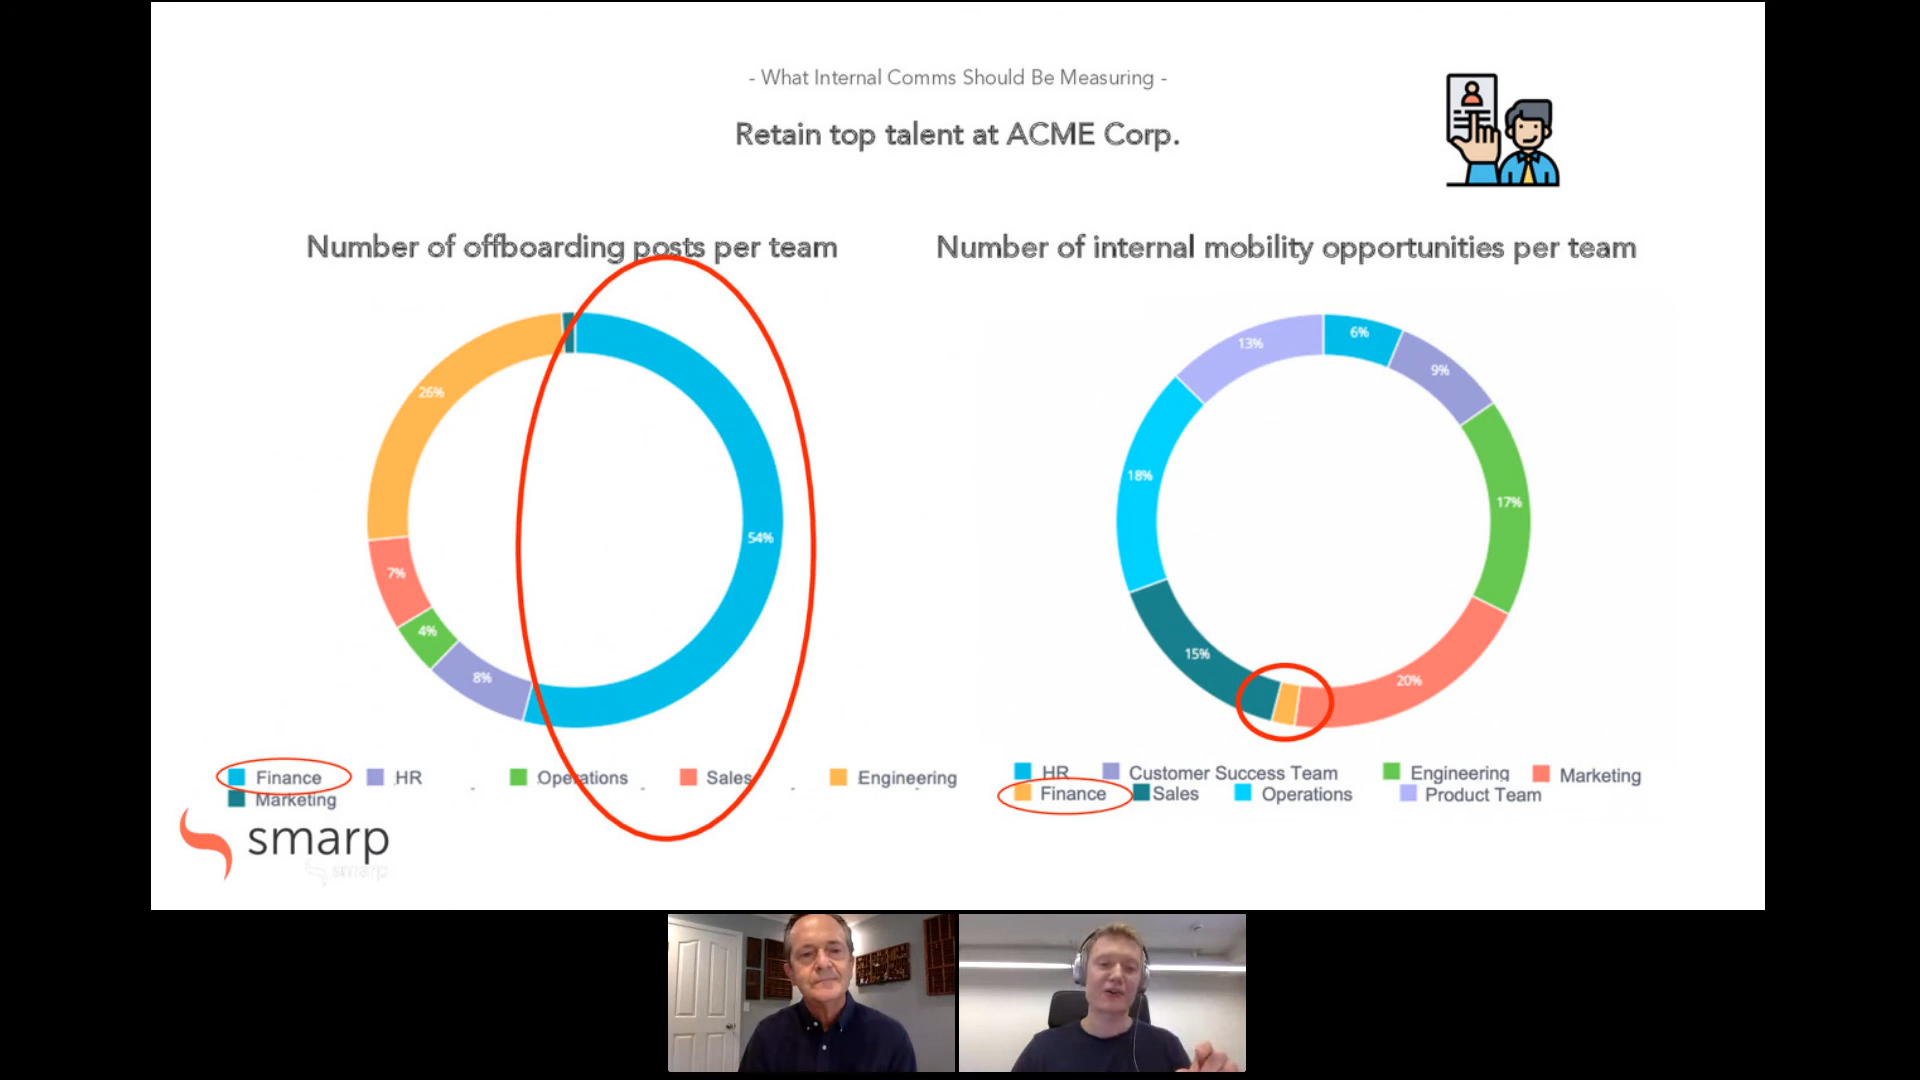 - What Internal Comms Should Be Measuring -
Retain top talent at ACME Corp.
Number of offboarding posts per team
26%
54%
7%
4%
8%
Finance
HR
Operations
Sales
Engineering
Marketing
Number of internal mobility opportunities per team
13%
6%
9%
18%
17%
15%
20%
HR
Customer Success Team
Engineering
Marketing
Finance
Sales
Operations
Product Team
smarp
smarp